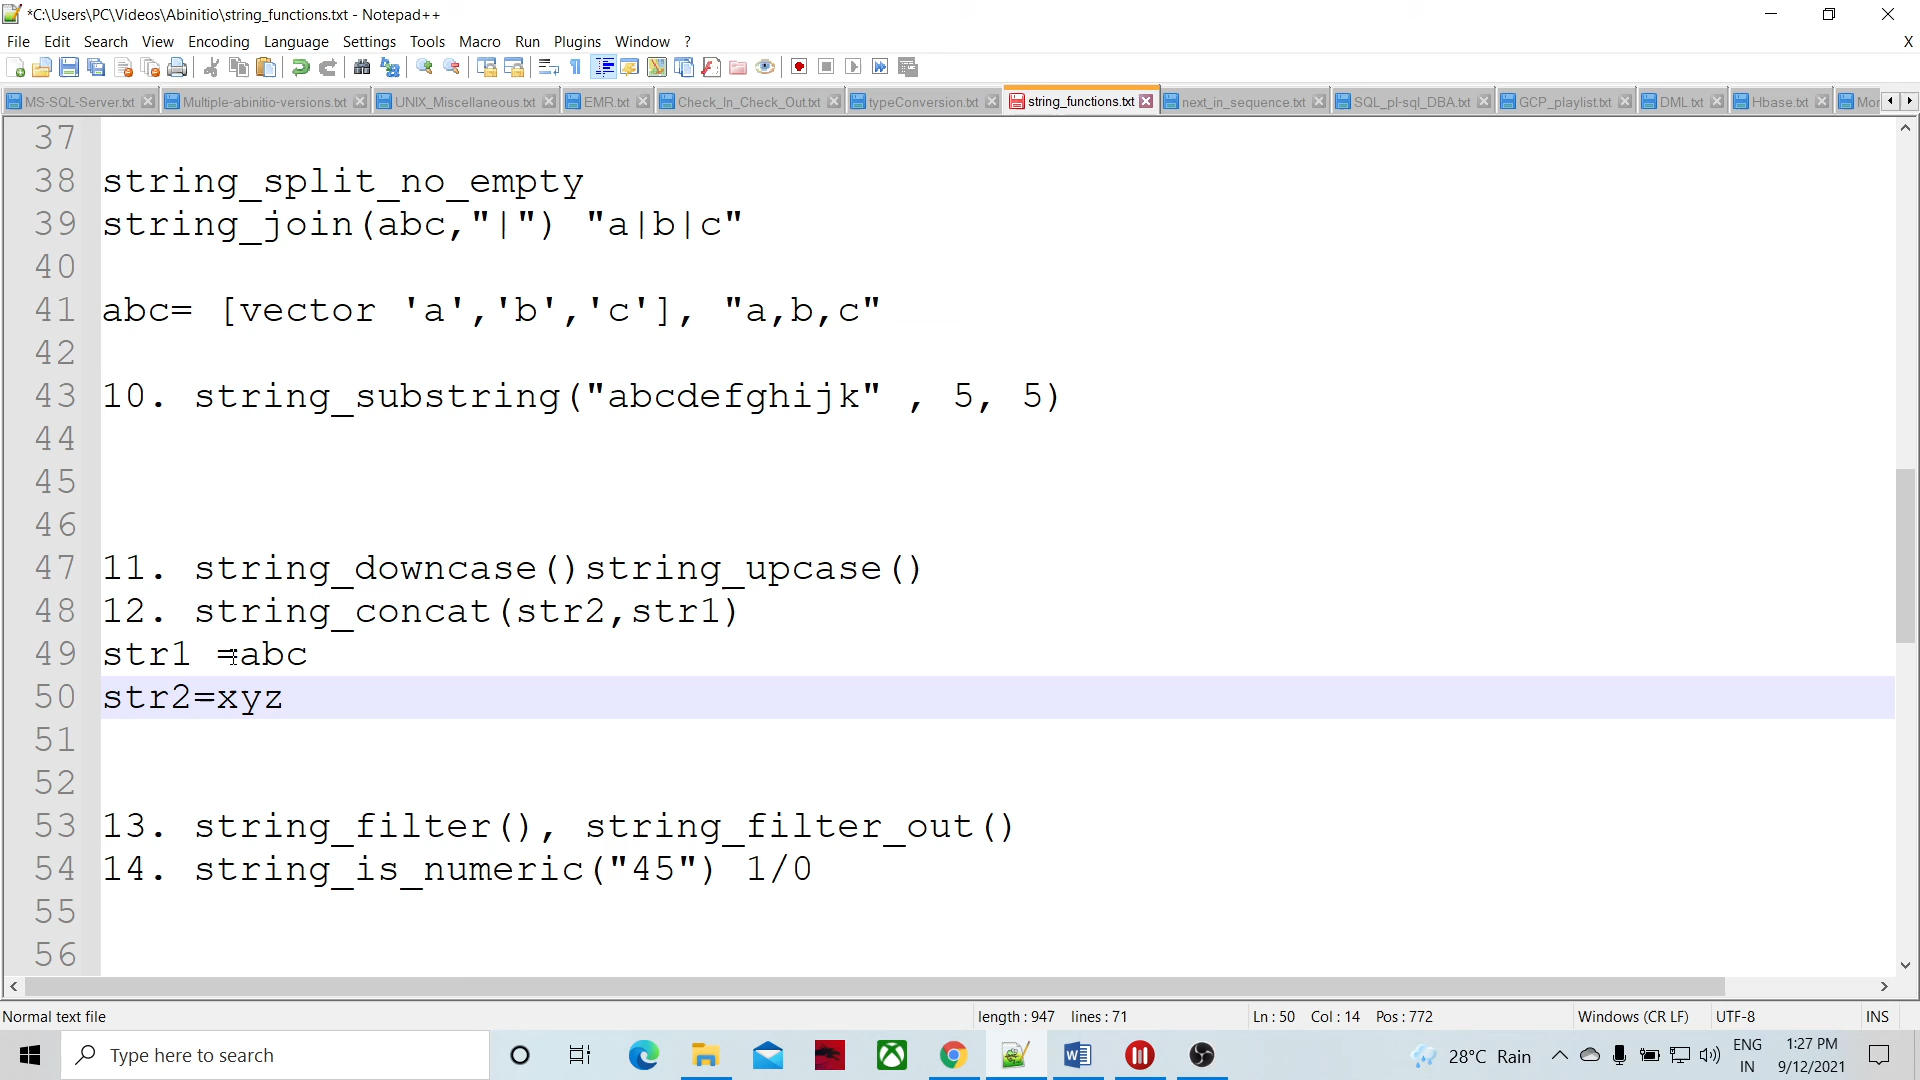 *C:\Users\PC\Videos\Abinitio\string_functions.txt - Notepad++
File Edit Search View Encoding Language Settings Tools Macro Run Plugins Window ? X
MS-SQL-Server.txt Multiple-abinitio-versions.txt UNIX_Miscellaneous.txt EMR.txt Check_In_Check_Out.txt typeConversion.txt string_functions.txt next_in_sequence.txt SQL_pl-sql_DBA.txt GCP_playlist.txt DML.txt Hbase.txt
37
38 string_split_no_empty
39 string_join(abc,"|") "a|b|c"
40
41 abc= [vector 'a','b','c'], "a,b,c"
42
43 10. string_substring("abcdefghijk" , 5, 5)
44
45
46
47 11. string_downcase()string_upcase()
48 12. string_concat(str2,str1)
49 str1 =abc
50 str2=xyz
51
52
53 13. string_filter(), string_filter_out()
54 14. string_is_numeric("45") 1/0
55
56
Normal text file length : 947 lines : 71 Ln : 50 Col : 14 Pos : 772 Windows (CR LF) UTF-8 INS
Type here to search 28°C Rain ENG 1:27 PM
IN 9/12/2021